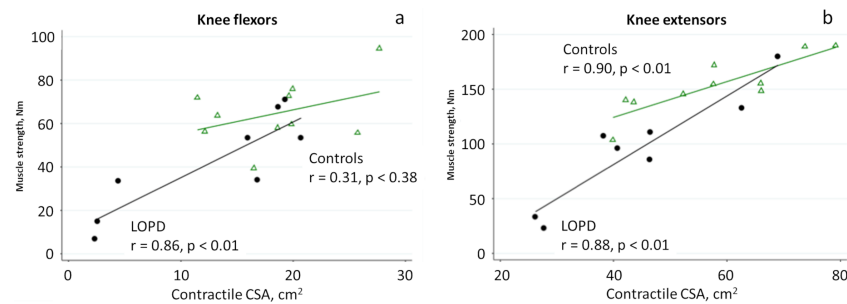 Knee flexors
a
Muscle strength, Nm
100
80
60
40
20
0
Controls
r = 0.31, p < 0.38
LOPD
r = 0.86, p < 0.01
0 10 20 30
Contractile CSA, cm²
Knee extensors
b
Muscle strength, Nm
200
150
100
50
0
Controls
r = 0.90, p < 0.01
LOPD
r = 0.88, p < 0.01
20 40 60 80
Contractile CSA, cm²